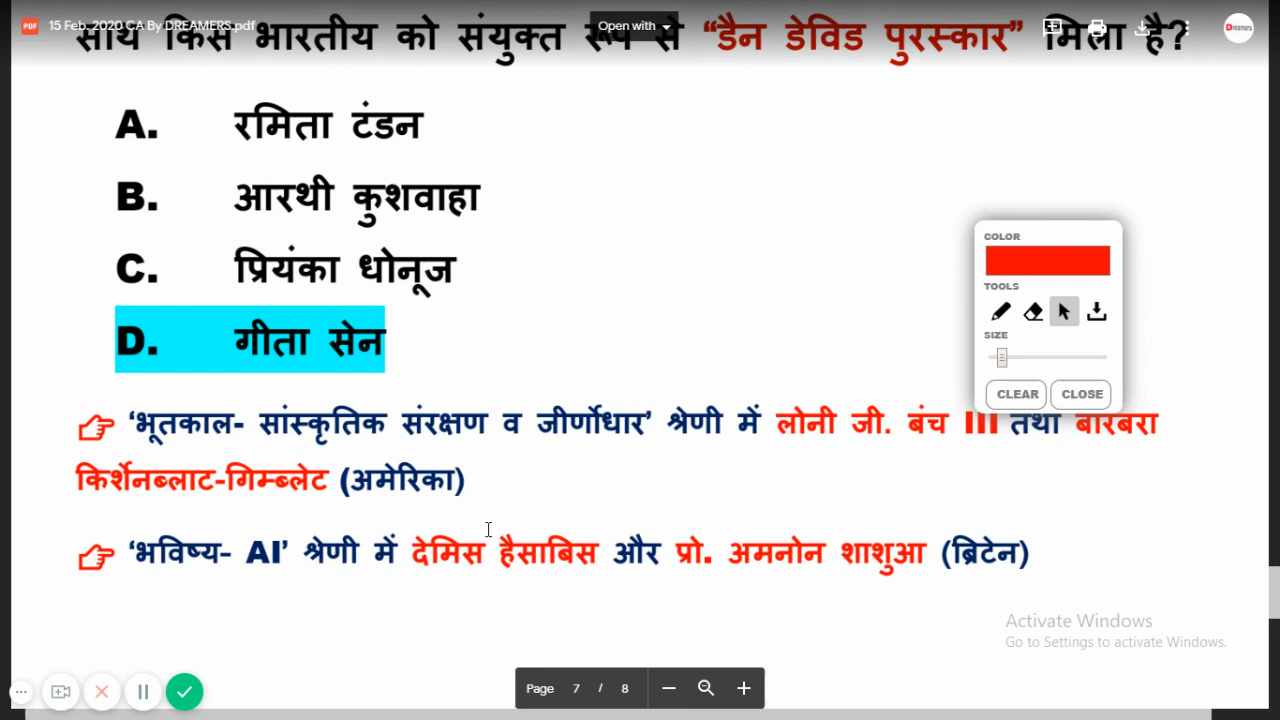 15 Feb. 2020 CA By DREAMERS.pdf
Open with
साथ किस भारतीय को संयुक्त रूप से “डैन डेविड पुरस्कार” मिला है?
Dreamers
A. रमिता टंडन
B. आरथी कुशवाहा
C. प्रियंका धोनूज
D. गीता सेन
COLOR
TOOLS
SIZE
CLEAR CLOSE
‘भूतकाल- सांस्कृतिक संरक्षण व जीर्णोधार’ श्रेणी में लोनी जी. बंच III तथा बारबरा
किर्शेनब्लाट-गिम्ब्लेट (अमेरिका)
‘भविष्य- AI’ श्रेणी में देमिस हैसाबिस और प्रो. अमनोन शाशुआ (ब्रिटेन)
Activate Windows
Go to Settings to activate Windows.
Page 7 / 8